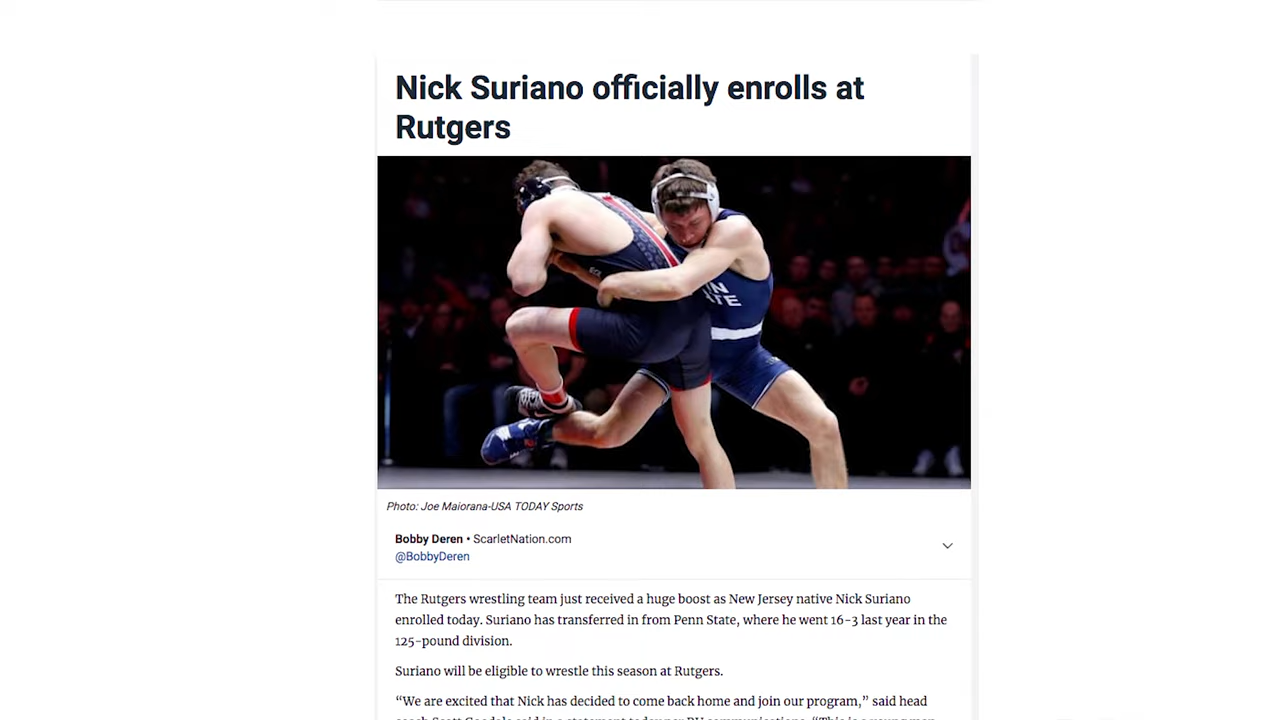 Nick Suriano officially enrolls at
Rutgers
STATE
Photo: Joe Maiorana-USA TODAY Sports
Bobby Deren • ScarletNation.com
@BobbyDeren
The Rutgers wrestling team just received a huge boost as New Jersey native Nick Suriano
enrolled today. Suriano has transferred in from Penn State, where he went 16-3 last year in the
125-pound division.
Suriano will be eligible to wrestle this season at Rutgers.
“We are excited that Nick has decided to come back home and join our program,” said head